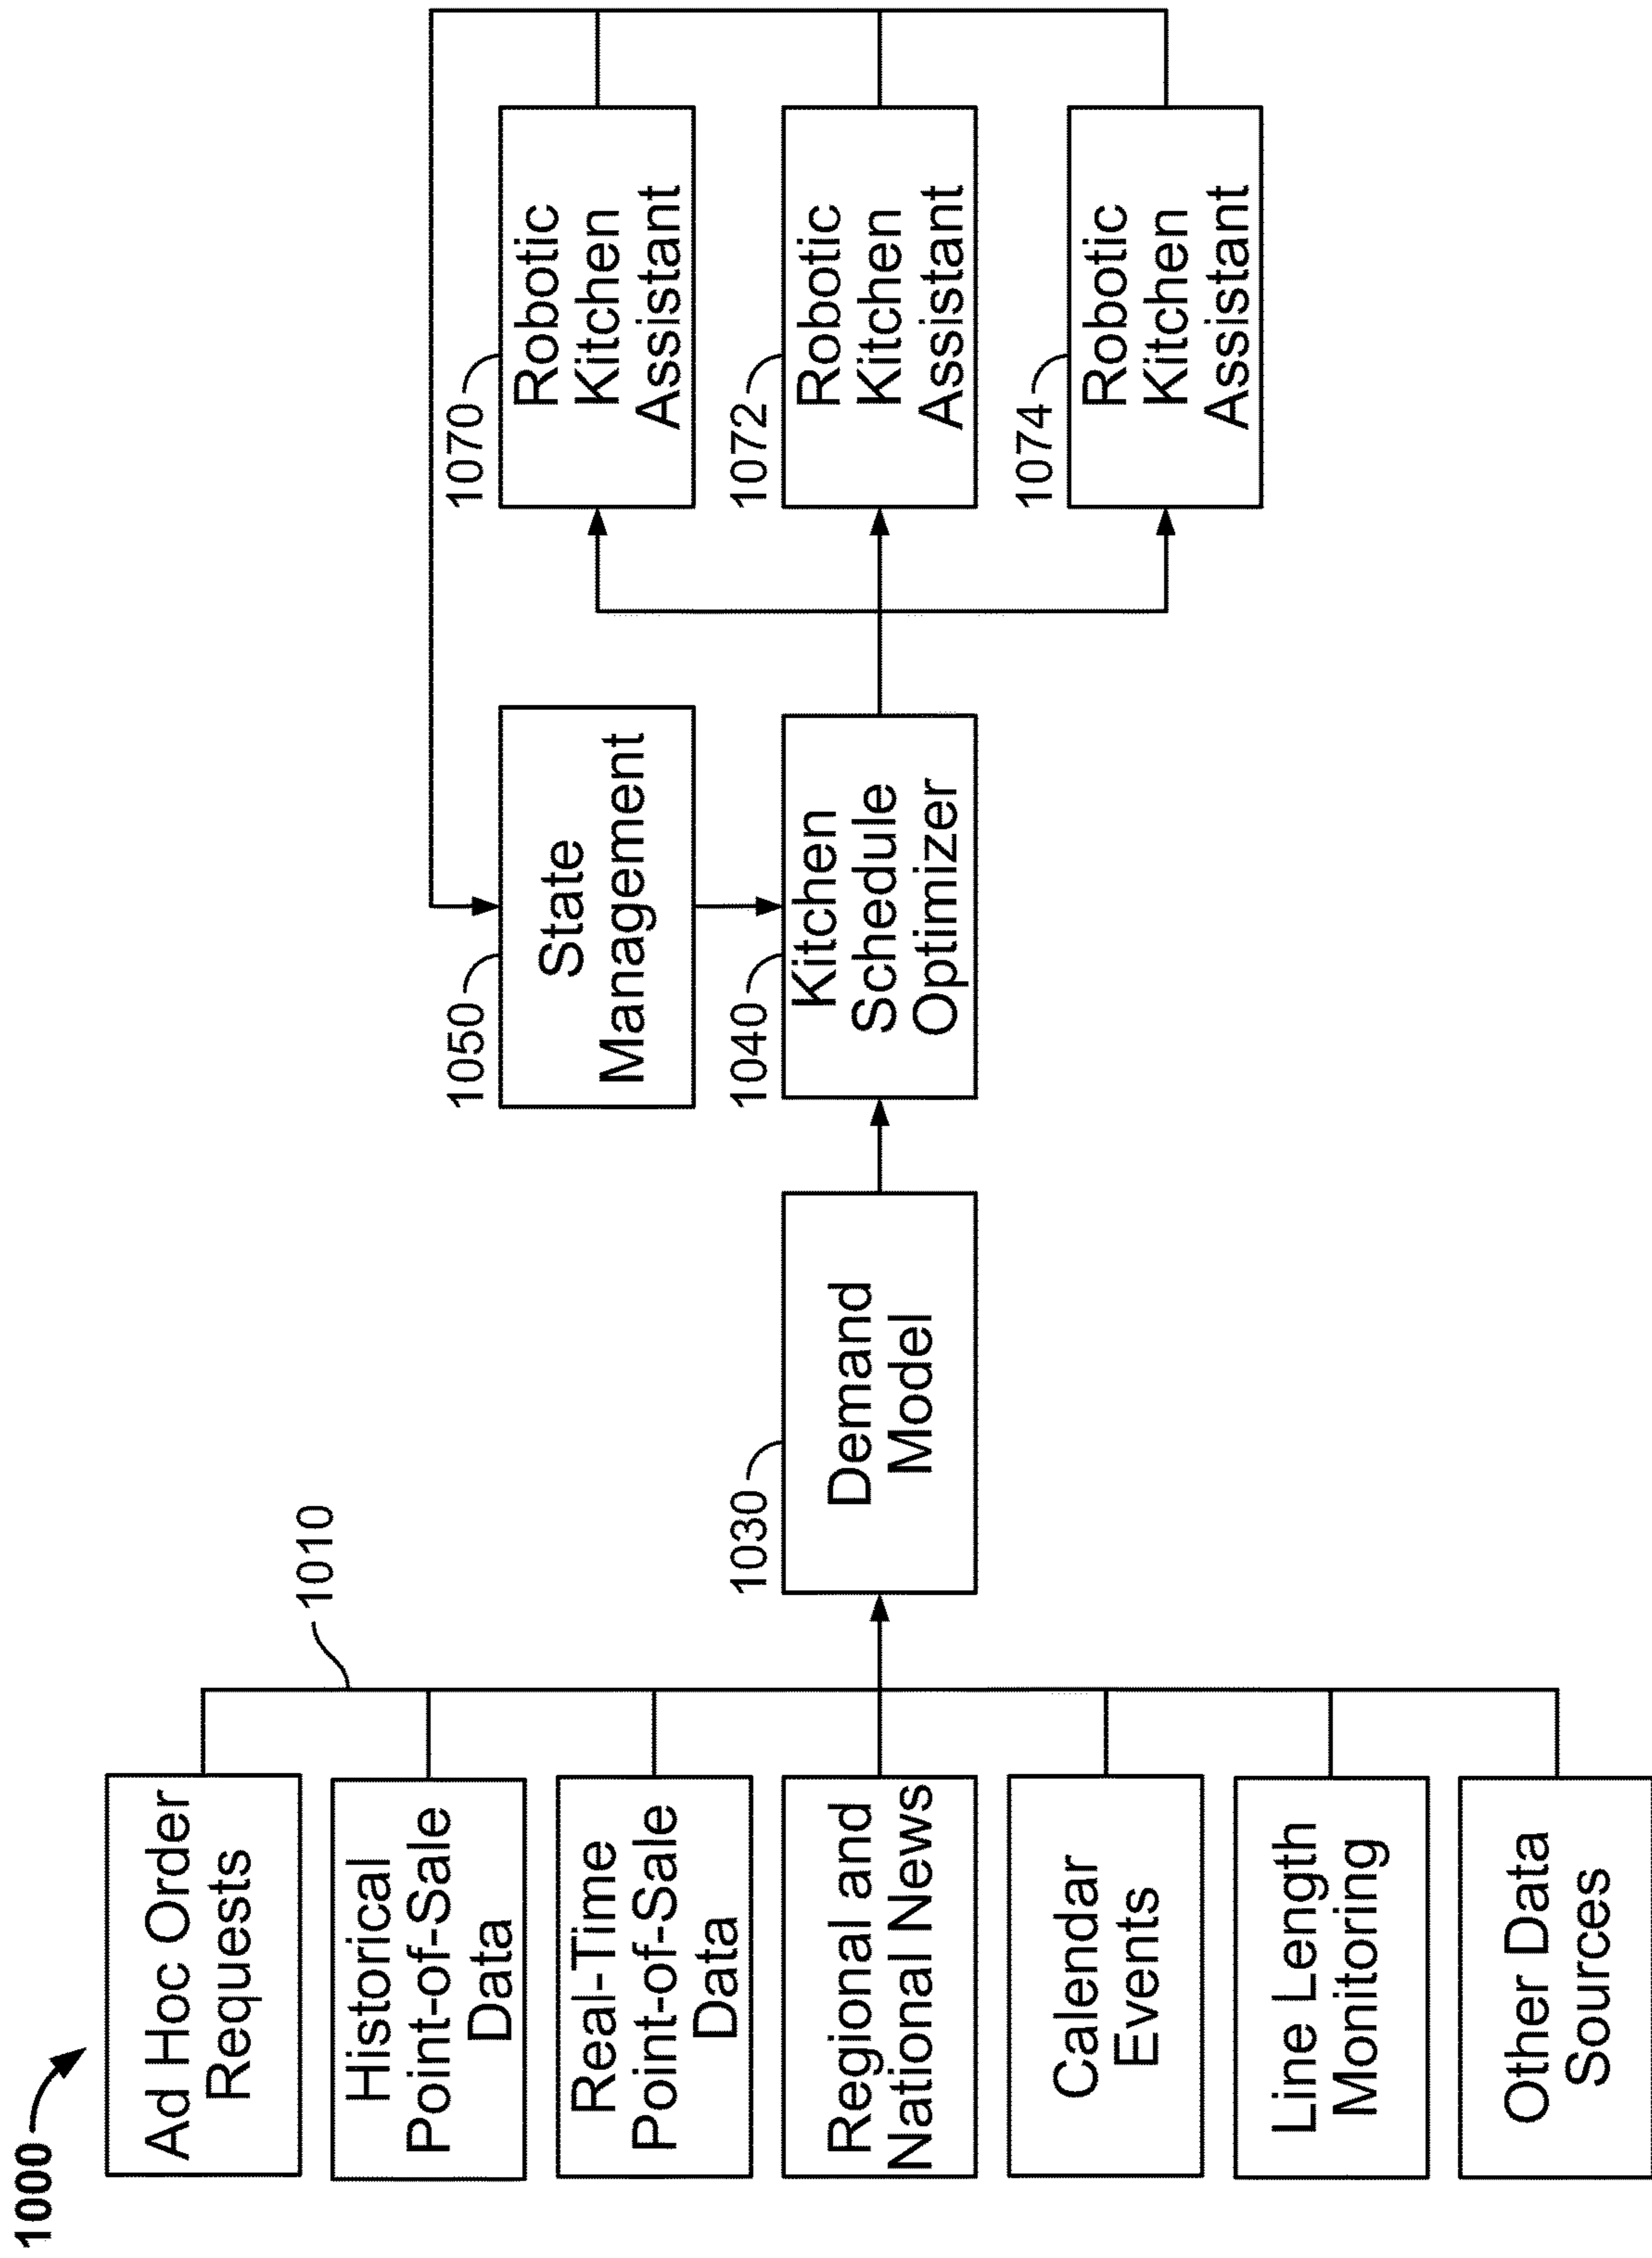 1000
Ad Hoc Order
Requests
Historical
Point-of-Sale
Data
Real-Time
Point-of-Sale
Data
Regional and
National News
Calendar
Events
Line Length
Monitoring
Other Data
Sources
1010
1030
Demand
Model
1050
State
Management
1040
Kitchen
Schedule
Optimizer
1070
Robotic
Kitchen
Assistant
1072
Robotic
Kitchen
Assistant
1074
Robotic
Kitchen
Assistant